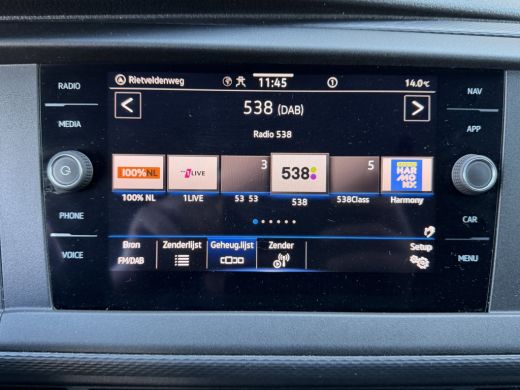 RADIO
MEDIA
PHONE
VOICE
Rietveldenweg
11:45
14.0°C
538 (DAB)
Radio 538
100%NL
1LIVE
3
538
5
HARMONX
100% NL
1LIVE
53 53
538
538Class
Harmony
Bron
FM/DAB
Zenderlijst
Geheug.lijst
Zender
Setup
NAV
APP
CAR
MENU